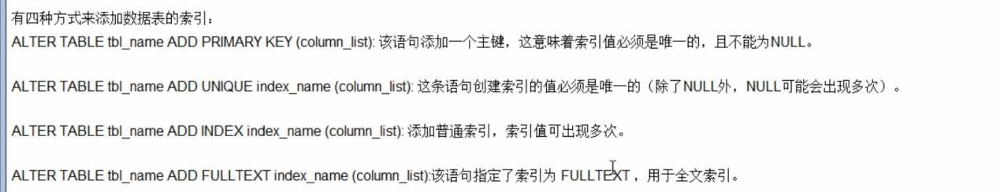 有四种方式来添加数据表的索引：
ALTER TABLE tbl_name ADD PRIMARY KEY (column_list): 该语句添加一个主键，这意味着索引值必须是唯一的，且不能为NULL。
ALTER TABLE tbl_name ADD UNIQUE index_name (column_list): 这条语句创建索引的值必须是唯一的（除了NULL外，NULL可能会出现多次）。
ALTER TABLE tbl_name ADD INDEX index_name (column_list): 添加普通索引，索引值可出现多次。
ALTER TABLE tbl_name ADD FULLTEXT index_name (column_list):该语句指定了索引为 FULLTEXT ，用于全文索引。